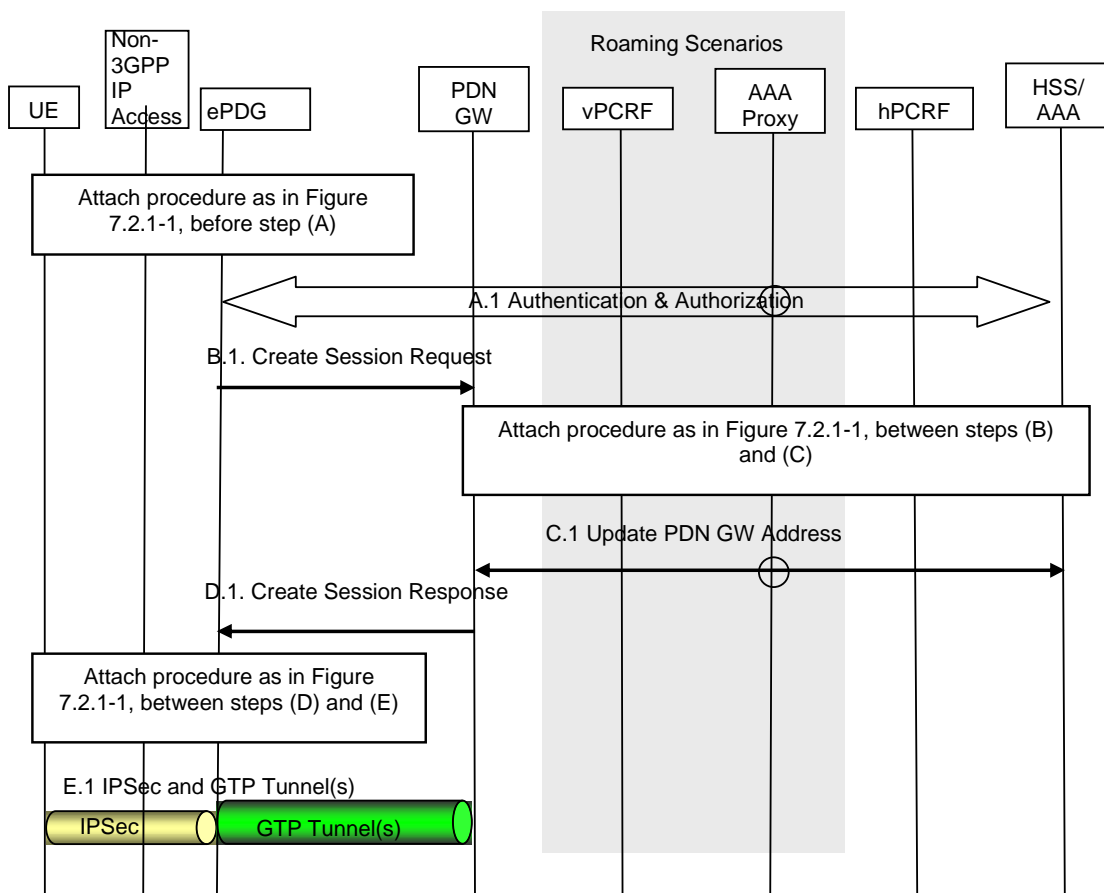 Roaming Scenarios
Non-
3GPP
IP
Access
UE
ePDG
PDN
GW
vPCRF
AAA
Proxy
hPCRF
HSS/
AAA
Attach procedure as in Figure
7.2.1-1, before step (A)
A.1 Authentication & Authorization
B.1. Create Session Request
Attach procedure as in Figure 7.2.1-1, between steps (B)
and (C)
C.1 Update PDN GW Address
D.1. Create Session Response
Attach procedure as in Figure
7.2.1-1, between steps (D) and (E)
E.1 IPSec and GTP Tunnel(s)
IPSec
GTP Tunnel(s)